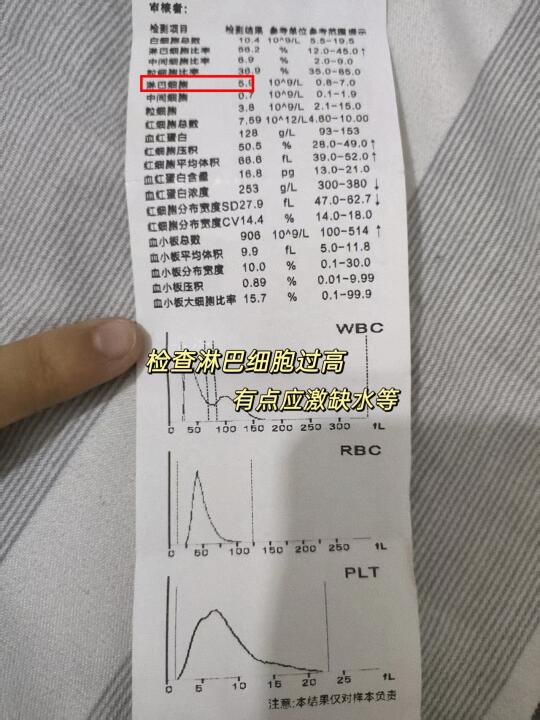 审核者：
检测项目 检测结果 参考单位 参考范围 提示
白细胞总数 10.4 10^9/L 5.5-19.5
淋巴细胞比率 56.2 % 12.0-45.0↑
中间细胞比率 6.9 % 2.0-9.0
粒细胞比率 36.9 % 35.0-85.0
淋巴细胞 5.9 10^9/L 0.8-7.0
中间细胞 0.7 10^9/L 0.1-1.9
粒细胞 3.8 10^9/L 2.1-15.0
红细胞总数 7.59 10^12/L 4.80-10.00
血红蛋白 128 g/L 93-153
红细胞压积 50.5 % 28.0-49.0↑
红细胞平均体积 66.6 fL 39.0-52.0↑
血红蛋白含量 16.8 pg 13.0-21.0
血红蛋白浓度 253 g/L 300-380↓
红细胞分布宽度SD27.9 fL 47.0-62.7↓
红细胞分布宽度CV14.4 % 14.0-18.0
血小板总数 906 10^9/L 100-514↑
血小板平均体积 9.9 fL 5.0-11.8
血小板分布宽度 10.0 % 0.1-30.0
血小板压积 0.89 % 0.01-9.99
血小板大细胞比率 15.7 % 0.1-99.9
WBC
检查淋巴细胞过高
有点应激缺水等
0 50 100 150 200 250 300 fL
RBC
50 100 150 200 250 fL
PLT
0 5 10 15 20 25 fL
注意:本结果仅对样本负责